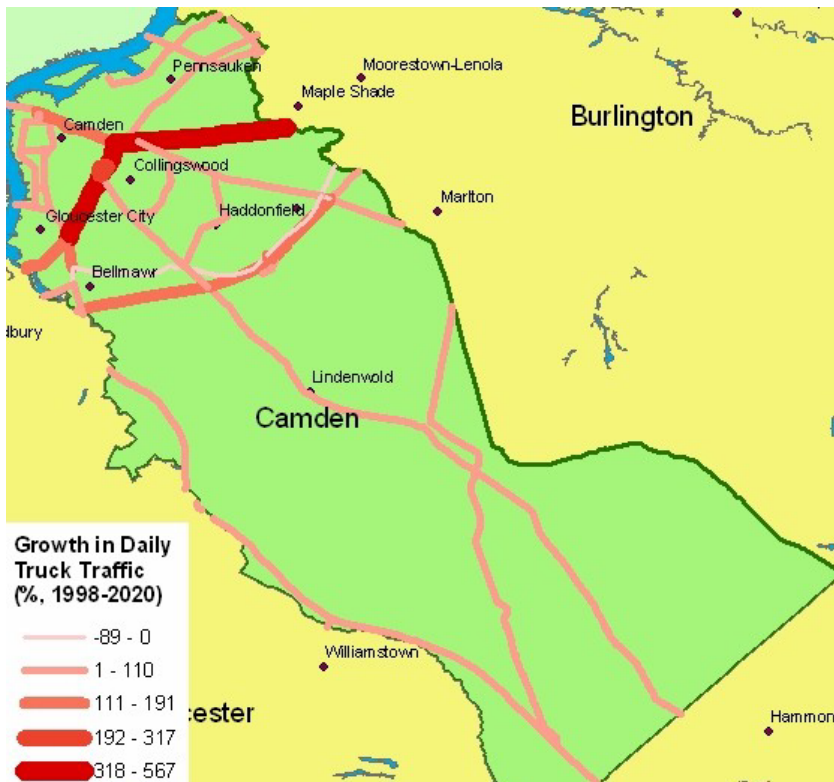 Pennsauken
Moorestown-Lenola
Maple Shade
Burlington
Camden
Collingswood
Marlton
Haddonfield
Gloucester City
Bellmawr
dbury
Lindenwold
Camden
Growth in Daily
Truck Traffic
(%, 1998-2020)
-89 - 0
1 - 110
111 - 191
192 - 317
318 - 567
Williamstown
cester
Hammon